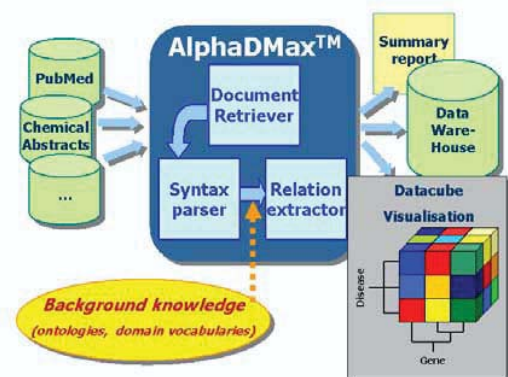 AlphaDMax™
PubMed
Chemical
Abstracts
...
Document
Retriever
Syntax
parser
Relation
extractor
Background knowledge
(ontologies, domain vocabularies)
Summary
report
Data
Ware-
House
Datacube
Visualisation
Disease
Gene